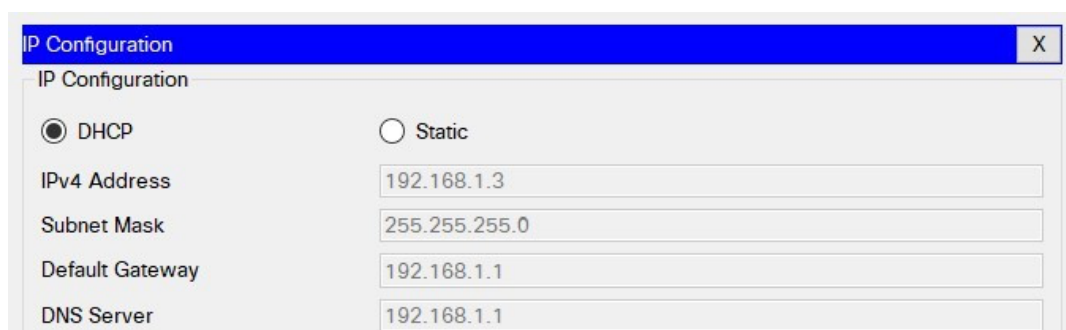 IP Configuration X
IP Configuration
DHCP Static
IPv4 Address 192.168.1.3
Subnet Mask 255.255.255.0
Default Gateway 192.168.1.1
DNS Server 192.168.1.1